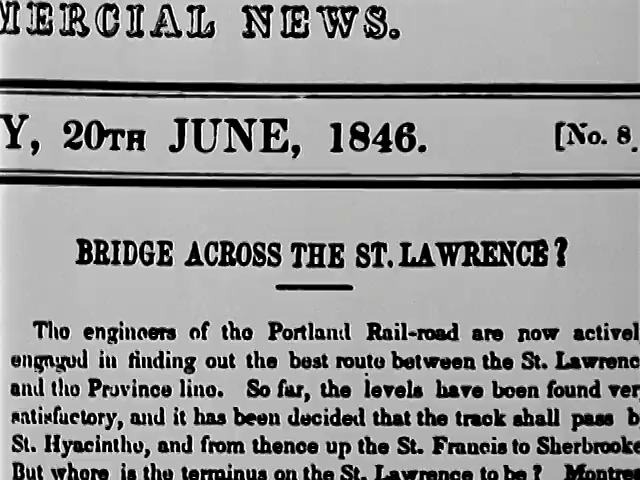 MERCIAL NEWS.
Y, 20TH JUNE, 1846. [No. 8.
BRIDGE ACROSS THE ST. LAWRENCE?
The engineers of the Portland Rail-road are now activel
engaged in finding out the best route between the St. Lawrenc
and the Province line. So far, the levels have been found ver
satisfactory, and it has been decided that the track shall pass b
St. Hyacinthe, and from thence up the St. Francis to Sherbrooke
But where is the terminus on the St. Lawrence to be? Montrea